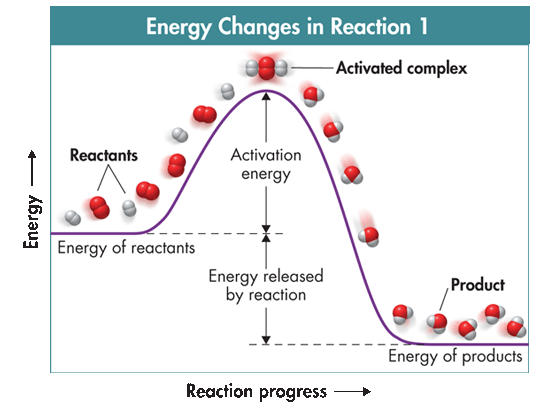 Energy Changes in Reaction 1
Activated complex
Reactants
Activation
energy
Energy
Energy of reactants
Energy released
by reaction
Product
Energy of products
Reaction progress